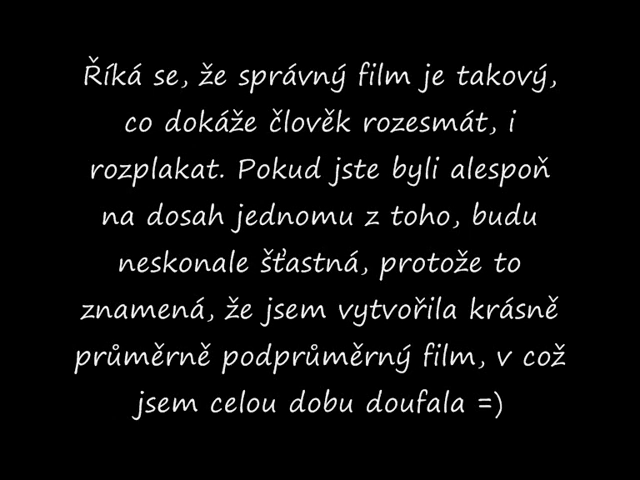 Říká se, že správný film je takový,
co dokáže člověk rozesmát, i
rozplakat. Pokud jste byli alespoň
na dosah jednomu z toho, budu
neskonale šťastná, protože to
znamená, že jsem vytvořila krásně
průměrně podprůměrný film, v což
jsem celou dobu doufala =)